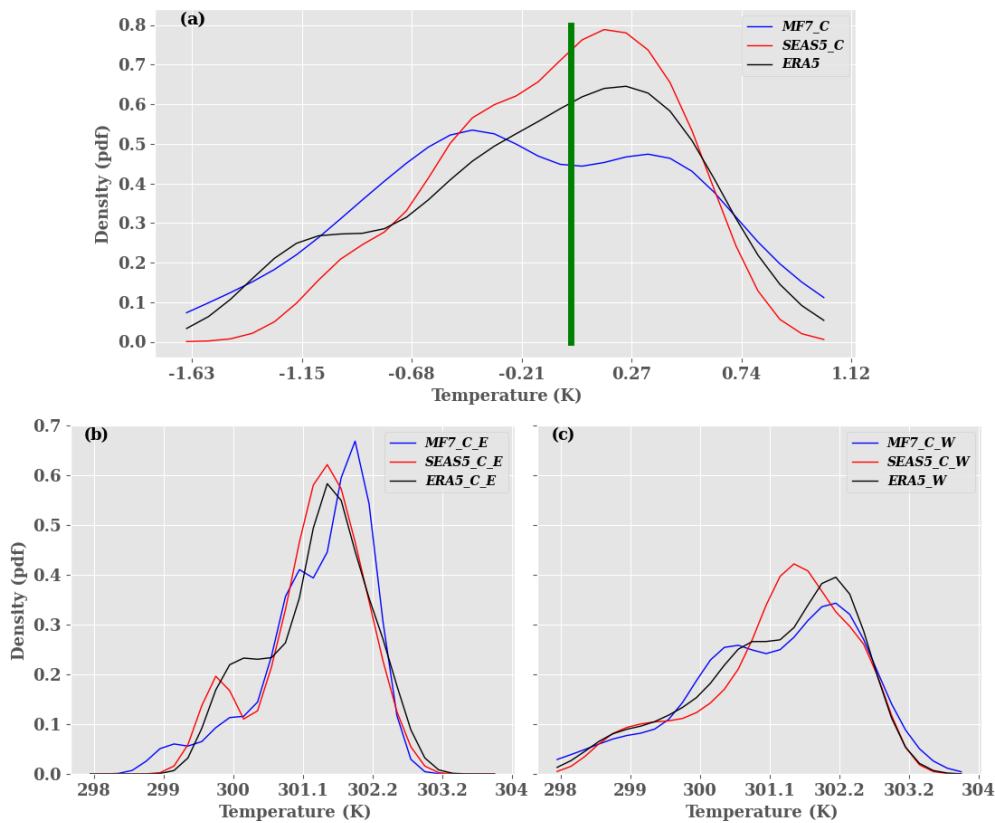 (a)
MF7_C
SEAS5_C
ERA5
0.8
0.7
0.6
0.5
0.4
0.3
0.2
0.1
0.0
Density (pdf)
-1.63 -1.15 -0.68 -0.21 0.27 0.74 1.12
Temperature (K)
(b)
MF7_C_E
SEAS5_C_E
ERA5_C_E
0.7
0.6
0.5
0.4
0.3
0.2
0.1
0.0
Density (pdf)
298 299 300 301.1 302.2 303.2 304
Temperature (K)
(c)
MF7_C_W
SEAS5_C_W
ERA5_W
298 299 300 301.1 302.2 303.2 304
Temperature (K)